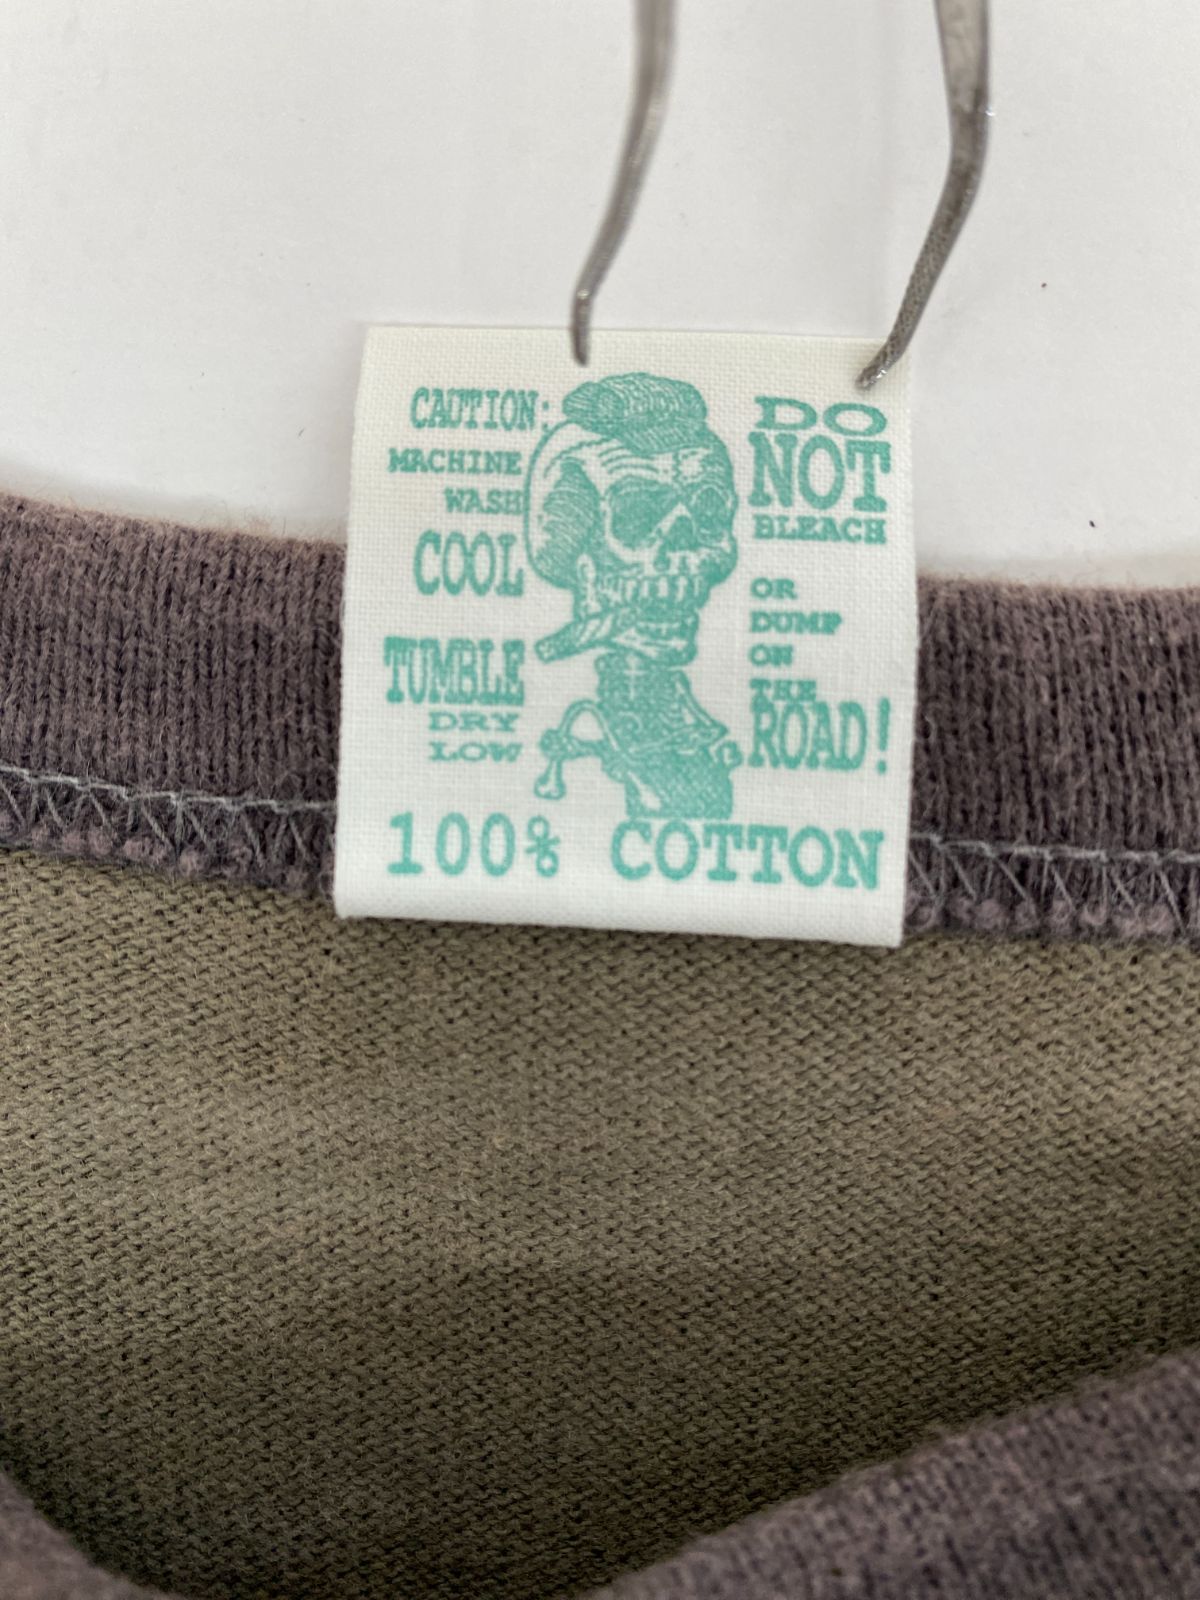 CAUTION:
MACHINE
WASH
COOL
TUMBLE
DRY
LOW
DO
NOT
BLEACH
OR
DUMP
ON
THE
ROAD!
100% COTTON